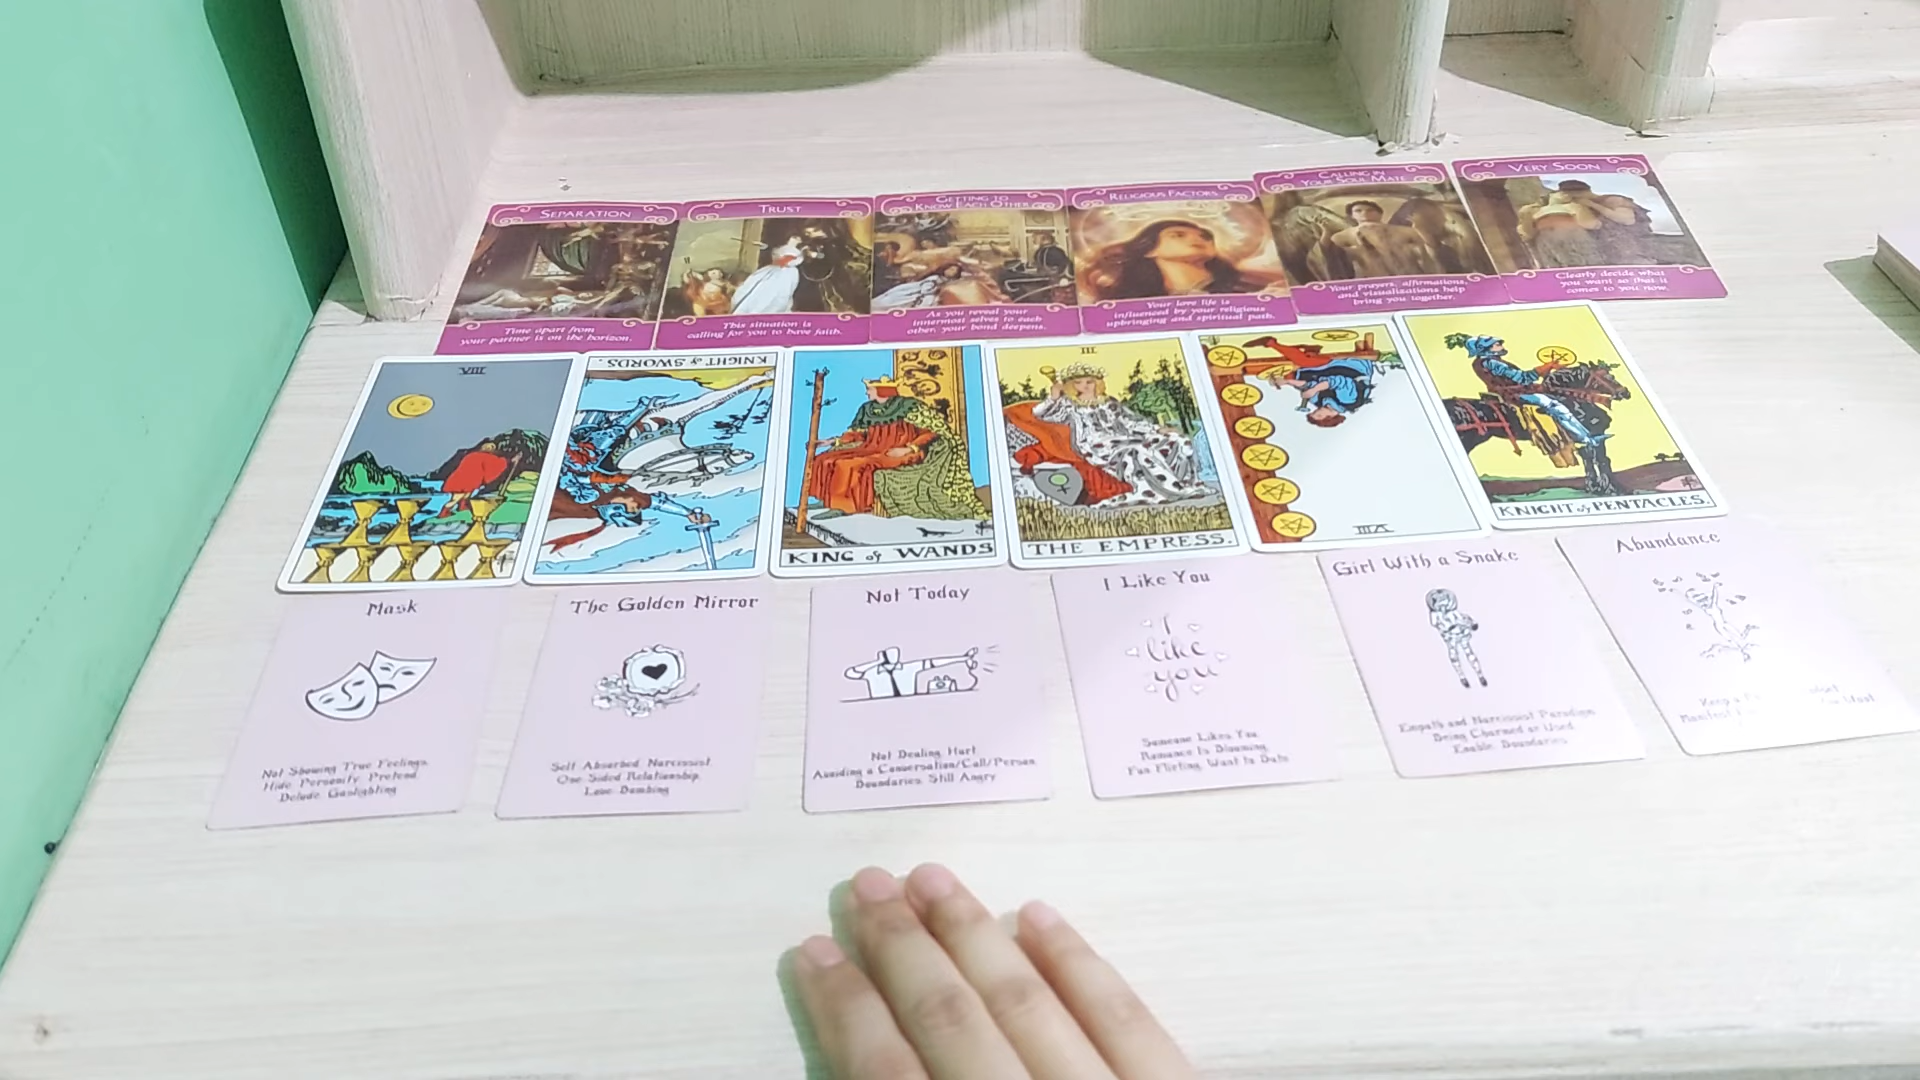 SEPARATION
Time apart from
your partner is on the horizon.
TRUST
This situation is
calling for you to have faith.
GETTING TO
KNOW EACH OTHER
As you reveal your
innermost selves to each
other, your bond deepens.
RELIGIOUS FACTORS
Your love life is
influenced by your religious
upbringing and spiritual path.
CALLING IN
YOUR SOUL MATE
Your prayers, affirmations,
and visualizations help
bring you together.
VERY SOON
Clearly decide what
you want so that it
comes to you now.
VIII
KNIGHT of SWORDS.
KING of WANDS
III
THE EMPRESS.
VIII
KNIGHT of PENTACLES.
Mask
Not Showing True Feelings.
Hide Personity. Pretend.
Delude. Gaslighting
The Golden Mirror
Self Absorbed Narcissist.
One Sided Relationship.
Love Bombing
Not Today
Not Dealing. Hurt.
Avoiding a Conversation/Call/Person
Boundaries. Still Angry
I Like You
I
like
you
Someone Likes You.
Romance Is Blooming.
Fun Flirting. Want to Date
Girl With a Snake
Empath and Narcissist Paradigm
Being Charmed or Used
Enable Boundaries
Abundance
Keep a
Manifest